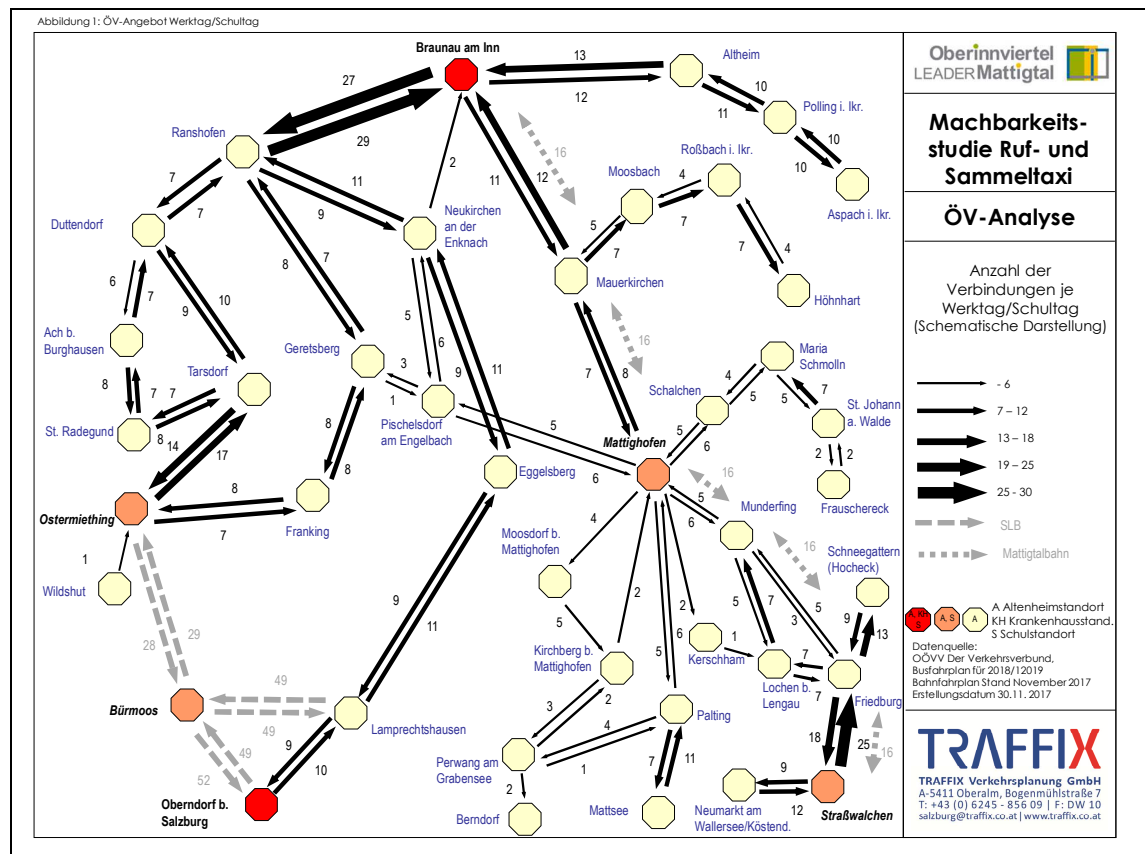 Abbildung 1: ÖV-Angebot Werktag/Schultag
Braunau am Inn
13
Altheim
12
27
10
11
Polling i. Ikr.
29
10
10
Ranshofen
Roßbach i. Ikr.
16
2
Aspach i. Ikr.
7
11
11
12
Moosbach
4
7
9
7
Duttendorf
Neukirchen
an der
Enknach
5
7
7
4
8
7
Mauerkirchen
Höhnhart
6
7
10
9
5
6
Ach b.
Burghausen
Geretsberg
16
Maria
Schmolln
Tarsdorf
3
9
11
7
8
Schalchen
4
8
7
7
1
5
5
7
St. Johann
a. Walde
St. Radegund
8
14
17
8
8
Pischelsdorf
am Engelbach
5
Mattighofen
5
6
2
2
6
Eggelsberg
16
Frauschereck
Ostermiething
8
7
Franking
5
6
Munderfing
Moosdorf b.
Mattighofen
4
16
Schneegattern
(Hocheck)
1
Wildshut
9
11
5
2
5
2
6
1
5
7
5
3
9
13
Kirchberg b.
Mattighofen
Kerschham
7
7
28
29
49
49
Lochen b.
Lengau
Friedburg
Bürmoos
Lamprechtshausen
3
2
4
1
Palting
18
25
16
49
52
9
10
Perwang am
Grabensee
7
11
2
9
12
Oberndorf b.
Salzburg
Berndorf
Mattsee
Neumarkt am
Wallersee/Köstend.
Straßwalchen
Oberinnviertel
LEADER Mattigtal
Machbarkeits-
studie Ruf- und
Sammeltaxi
ÖV-Analyse
Anzahl der
Verbindungen je
Werktag/Schultag
(Schematische Darstellung)
- 6
7 – 12
13 – 18
19 – 25
25 - 30
SLB
Mattigtalbahn
A, KH
S
A, S
A
A Altenheimstandort
KH Krankenhausstand.
S Schulstandort
Datenquelle:
OÖVV Der Verkehrsverbund,
Busfahrplan für 2018/12019
Bahnfahrplan Stand November 2017
Erstellungsdatum 30.11. 2017
TRAFFIX
TRAFFIX Verkehrsplanung GmbH
A-5411 Oberalm, Bogenmühlstraße 7
T: +43 (0) 6245 - 856 09 | F: DW 10
salzburg@traffix.co.at | www.traffix.co.at